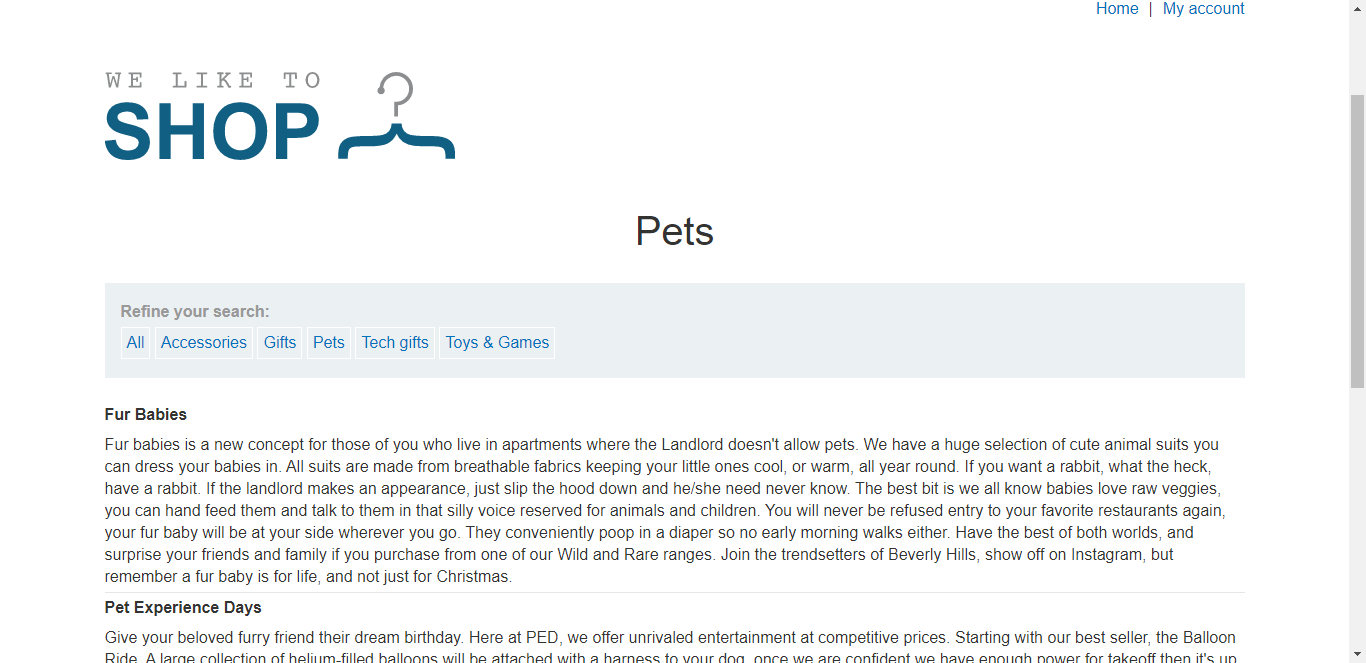 Home | My account
WE LIKE TO
SHOP
Pets
Refine your search:
All Accessories Gifts Pets Tech gifts Toys & Games
Fur Babies
Fur babies is a new concept for those of you who live in apartments where the Landlord doesn't allow pets. We have a huge selection of cute animal suits you
can dress your babies in. All suits are made from breathable fabrics keeping your little ones cool, or warm, all year round. If you want a rabbit, what the heck,
have a rabbit. If the landlord makes an appearance, just slip the hood down and he/she need never know. The best bit is we all know babies love raw veggies,
you can hand feed them and talk to them in that silly voice reserved for animals and children. You will never be refused entry to your favorite restaurants again,
your fur baby will be at your side wherever you go. They conveniently poop in a diaper so no early morning walks either. Have the best of both worlds, and
surprise your friends and family if you purchase from one of our Wild and Rare ranges. Join the trendsetters of Beverly Hills, show off on Instagram, but
remember a fur baby is for life, and not just for Christmas.
Pet Experience Days
Give your beloved furry friend their dream birthday. Here at PED, we offer unrivaled entertainment at competitive prices. Starting with our best seller, the Balloon
Ride. A large collection of helium-filled balloons will be attached with a harness to your dog, once we are confident we have enough power for takeoff then it's up